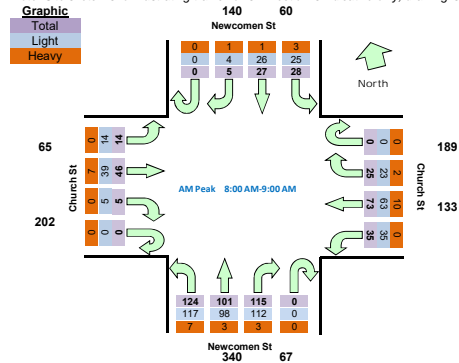 Graphic
Total
Light
Heavy
140 60
Newcomen St
0 1 1 3
0 4 26 25
0 5 27 28
North
65
0 14 14
7 39 46
0 5 5
0 0 0
Church St
202
AM Peak 8:00 AM-9:00 AM
189
0 0 0
25 23 2
73 63 10
35 35 0
Church St
133
124 101 115 0
117 98 112 0
7 3 3 0
Newcomen St
340 67